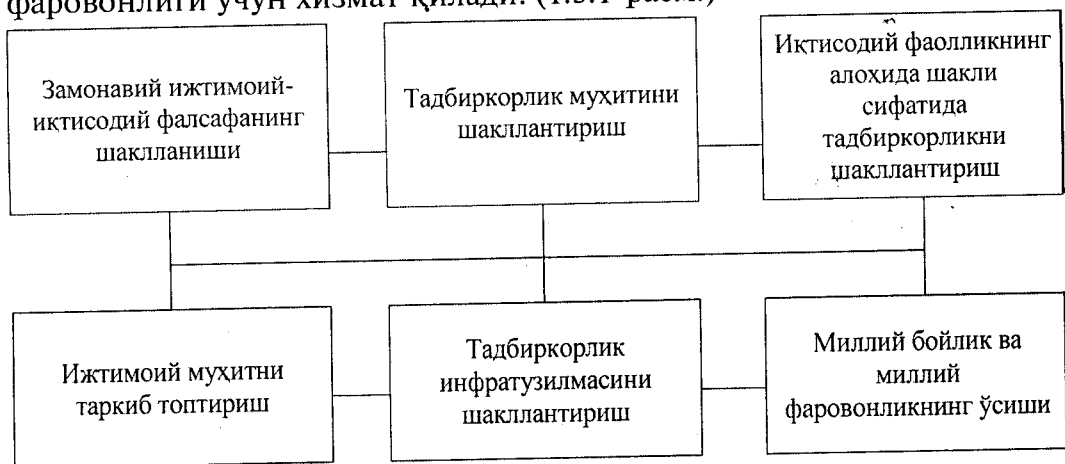 фаровонлиги учун хизмат қилади. (1.3.1-расм.)
Замонавий ижтимоий-
иқтисодий фалсафанинг
шаклланиши
Тадбиркорлик муҳитини
шакллантириш
Иқтисодий фаолликнинг
алоҳида шакли
сифатида
тадбиркорликни
шакллантириш
Ижтимоий муҳитни
таркиб топтириш
Тадбиркорлик
инфратузилмасини
шакллантириш
Миллий бойлик ва
миллий
фаровонликнинг ўсиши